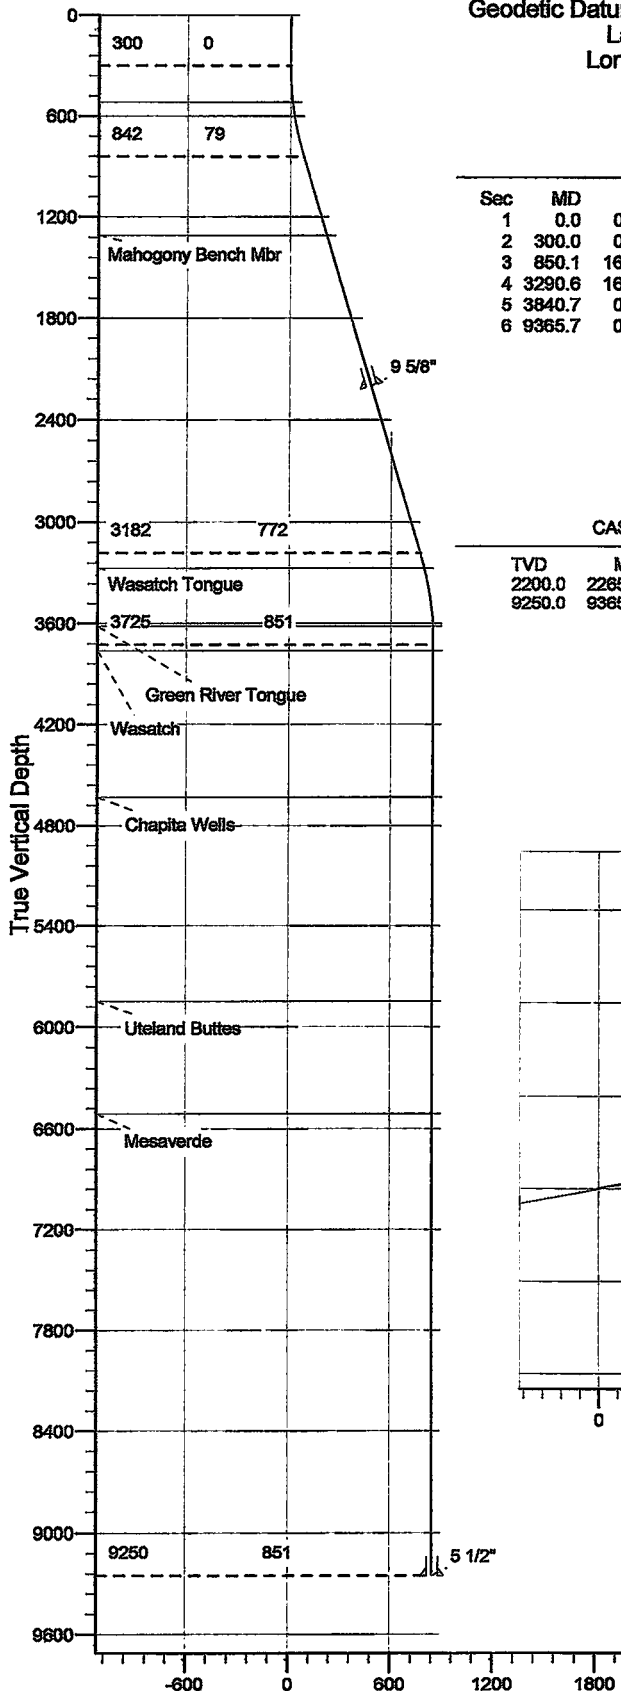 Geodetic Datu
La
Lon
0
300 0
600
842 79
1200
Mahogony Bench Mbr
1800
9 5/8"
2400
3000
3182 772
Wasatch Tongue
3600
3725 851
Green River Tongue
4200
Wasatch
4800
Chapita Wells
5400
6000
Uteland Buttes
6600
Mesaverde
7200
7800
8400
9000
9250 851
5 1/2"
9600
-600 0 600 1200 1800
True Vertical Depth
Sec MD
1 0.0 0
2 300.0 0
3 850.1 16
4 3290.6 16
5 3840.7 0
6 9365.7 0
CAS
TVD M
2200.0 2265
9250.0 9365
0